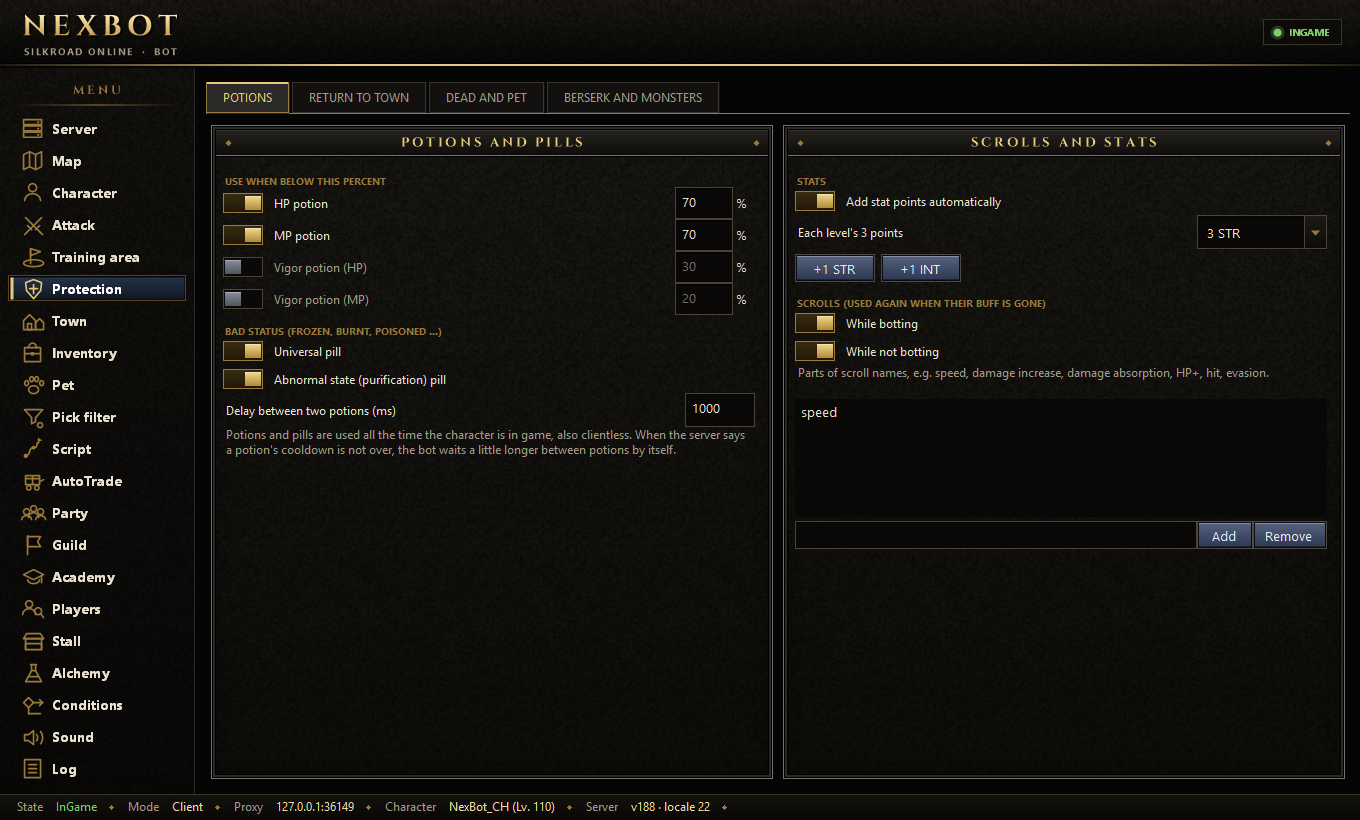 NEXBOT
SILKROAD ONLINE · BOT
INGAME
MENU
Server
Map
Character
Attack
Training area
Protection
Town
Inventory
Pet
Pick filter
Script
AutoTrade
Party
Guild
Academy
Players
Stall
Alchemy
Conditions
Sound
Log
POTIONS
RETURN TO TOWN
DEAD AND PET
BERSERK AND MONSTERS
POTIONS AND PILLS
USE WHEN BELOW THIS PERCENT
HP potion 70 %
MP potion 70 %
Vigor potion (HP) 30 %
Vigor potion (MP) 20 %
BAD STATUS (FROZEN, BURNT, POISONED ...)
Universal pill
Abnormal state (purification) pill
Delay between two potions (ms) 1000
Potions and pills are used all the time the character is in game, also clientless. When the server says
a potion's cooldown is not over, the bot waits a little longer between potions by itself.
SCROLLS AND STATS
STATS
Add stat points automatically
Each level's 3 points 3 STR
+1 STR +1 INT
SCROLLS (USED AGAIN WHEN THEIR BUFF IS GONE)
While botting
While not botting
Parts of scroll names, e.g. speed, damage increase, damage absorption, HP+, hit, evasion.
speed
Add Remove
State InGame Mode Client Proxy 127.0.0.1:36149 Character NexBot_CH (Lv. 110) Server v188 · locale 22